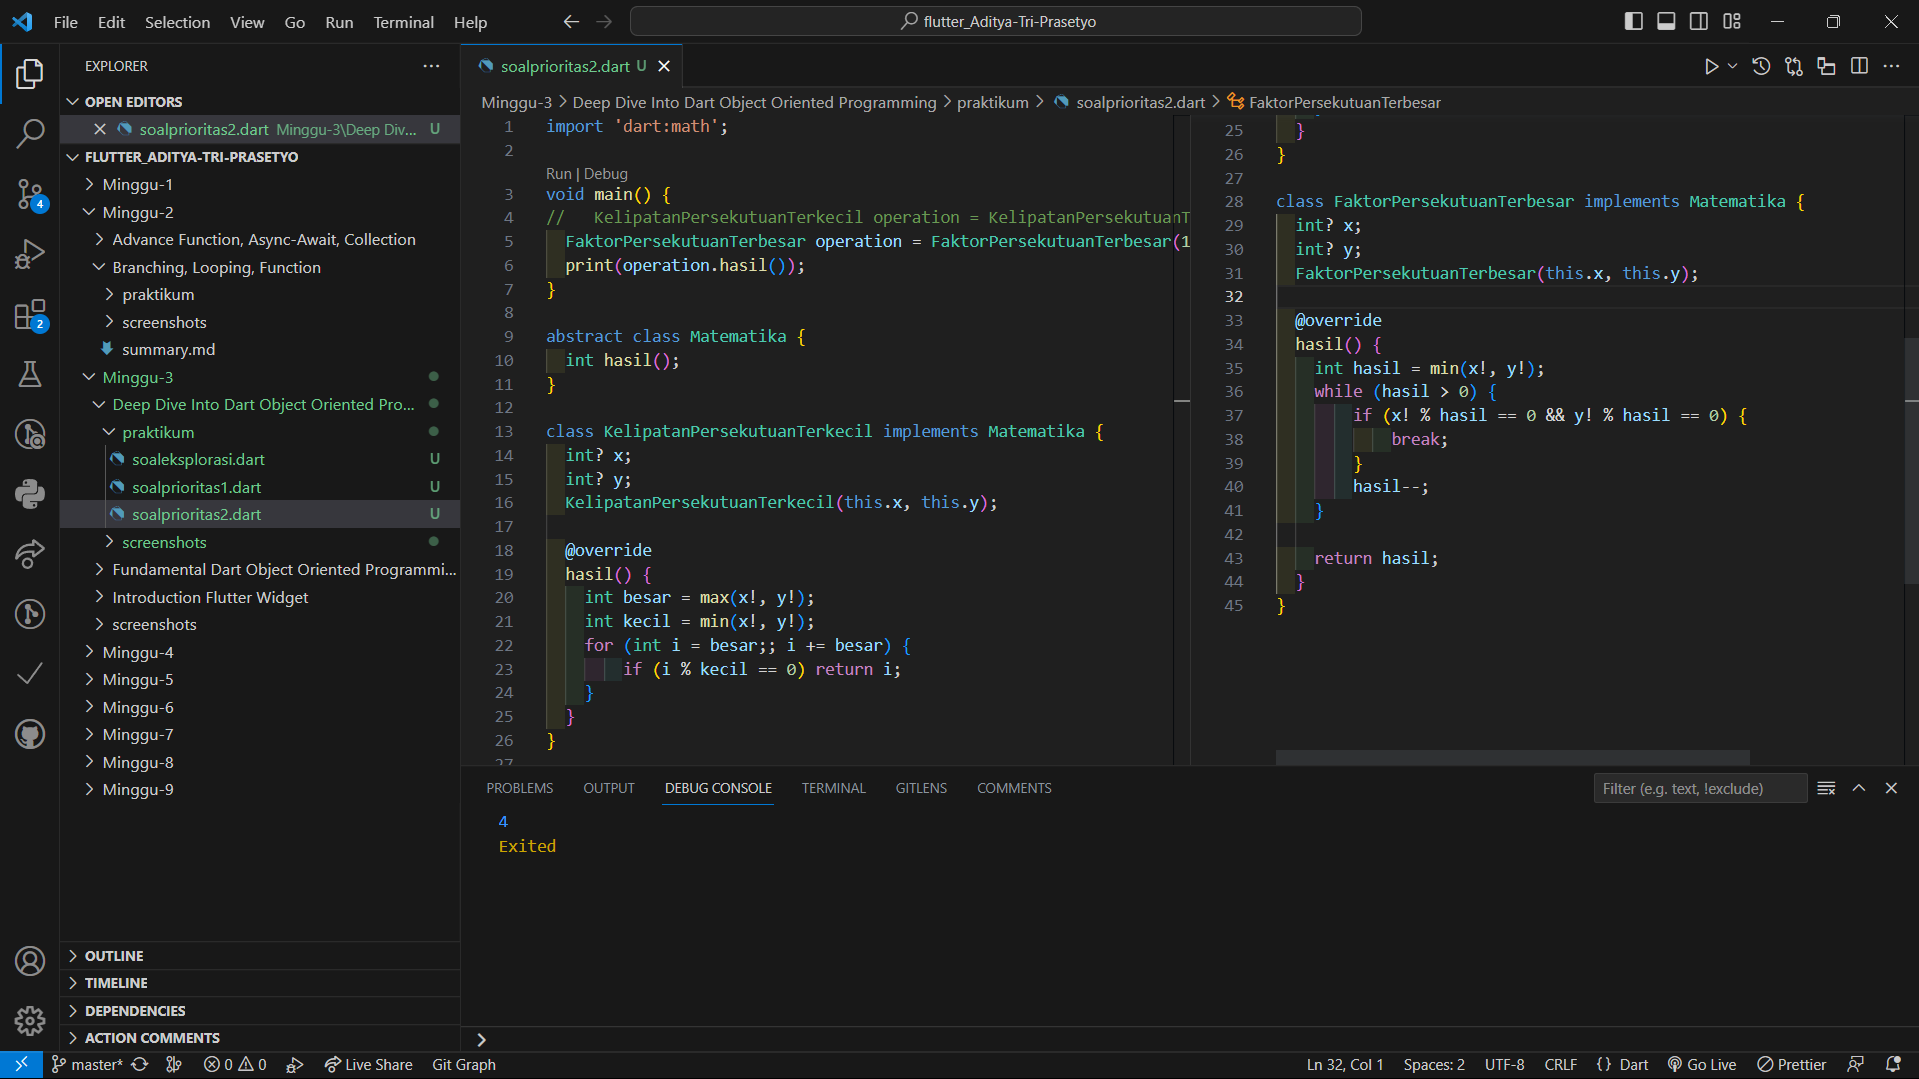 File Edit Selection View Go Run Terminal Help
flutter_Aditya-Tri-Prasetyo
EXPLORER
OPEN EDITORS
soalprioritas2.dart Minggu-3\Deep Div... U
FLUTTER_ADITYA-TRI-PRASETYO
Minggu-1
Minggu-2
Advance Function, Async-Await, Collection
Branching, Looping, Function
praktikum
screenshots
summary.md
Minggu-3
Deep Dive Into Dart Object Oriented Pro...
praktikum
soaleksplorasi.dart U
soalprioritas1.dart U
soalprioritas2.dart U
screenshots
Fundamental Dart Object Oriented Programmi...
Introduction Flutter Widget
screenshots
Minggu-4
Minggu-5
Minggu-6
Minggu-7
Minggu-8
Minggu-9
OUTLINE
TIMELINE
DEPENDENCIES
ACTION COMMENTS
4
2
soalprioritas2.dart U
Minggu-3 > Deep Dive Into Dart Object Oriented Programming > praktikum > soalprioritas2.dart > FaktorPersekutuanTerbesar
1 import 'dart:math';
2
Run | Debug
3 void main() {
4 //   KelipatanPersekutuanTerkecil operation = KelipatanPersekutuanT
5   FaktorPersekutuanTerbesar operation = FaktorPersekutuanTerbesar(1
6   print(operation.hasil());
7 }
8
9 abstract class Matematika {
10   int hasil();
11 }
12
13 class KelipatanPersekutuanTerkecil implements Matematika {
14   int? x;
15   int? y;
16   KelipatanPersekutuanTerkecil(this.x, this.y);
17
18   @override
19   hasil() {
20     int besar = max(x!, y!);
21     int kecil = min(x!, y!);
22     for (int i = besar;; i += besar) {
23         if (i % kecil == 0) return i;
24     }
25   }
26 }
27
25   }
26 }
27
28 class FaktorPersekutuanTerbesar implements Matematika {
29   int? x;
30   int? y;
31   FaktorPersekutuanTerbesar(this.x, this.y);
32
33   @override
34   hasil() {
35     int hasil = min(x!, y!);
36     while (hasil > 0) {
37         if (x! % hasil == 0 && y! % hasil == 0) {
38             break;
39         }
40         hasil--;
41     }
42
43     return hasil;
44   }
45 }
PROBLEMS OUTPUT DEBUG CONSOLE TERMINAL GITLENS COMMENTS
Filter (e.g. text, !exclude)
4
Exited
master* 0 0 Live Share Git Graph
Ln 32, Col 1 Spaces: 2 UTF-8 CRLF {} Dart Go Live Prettier